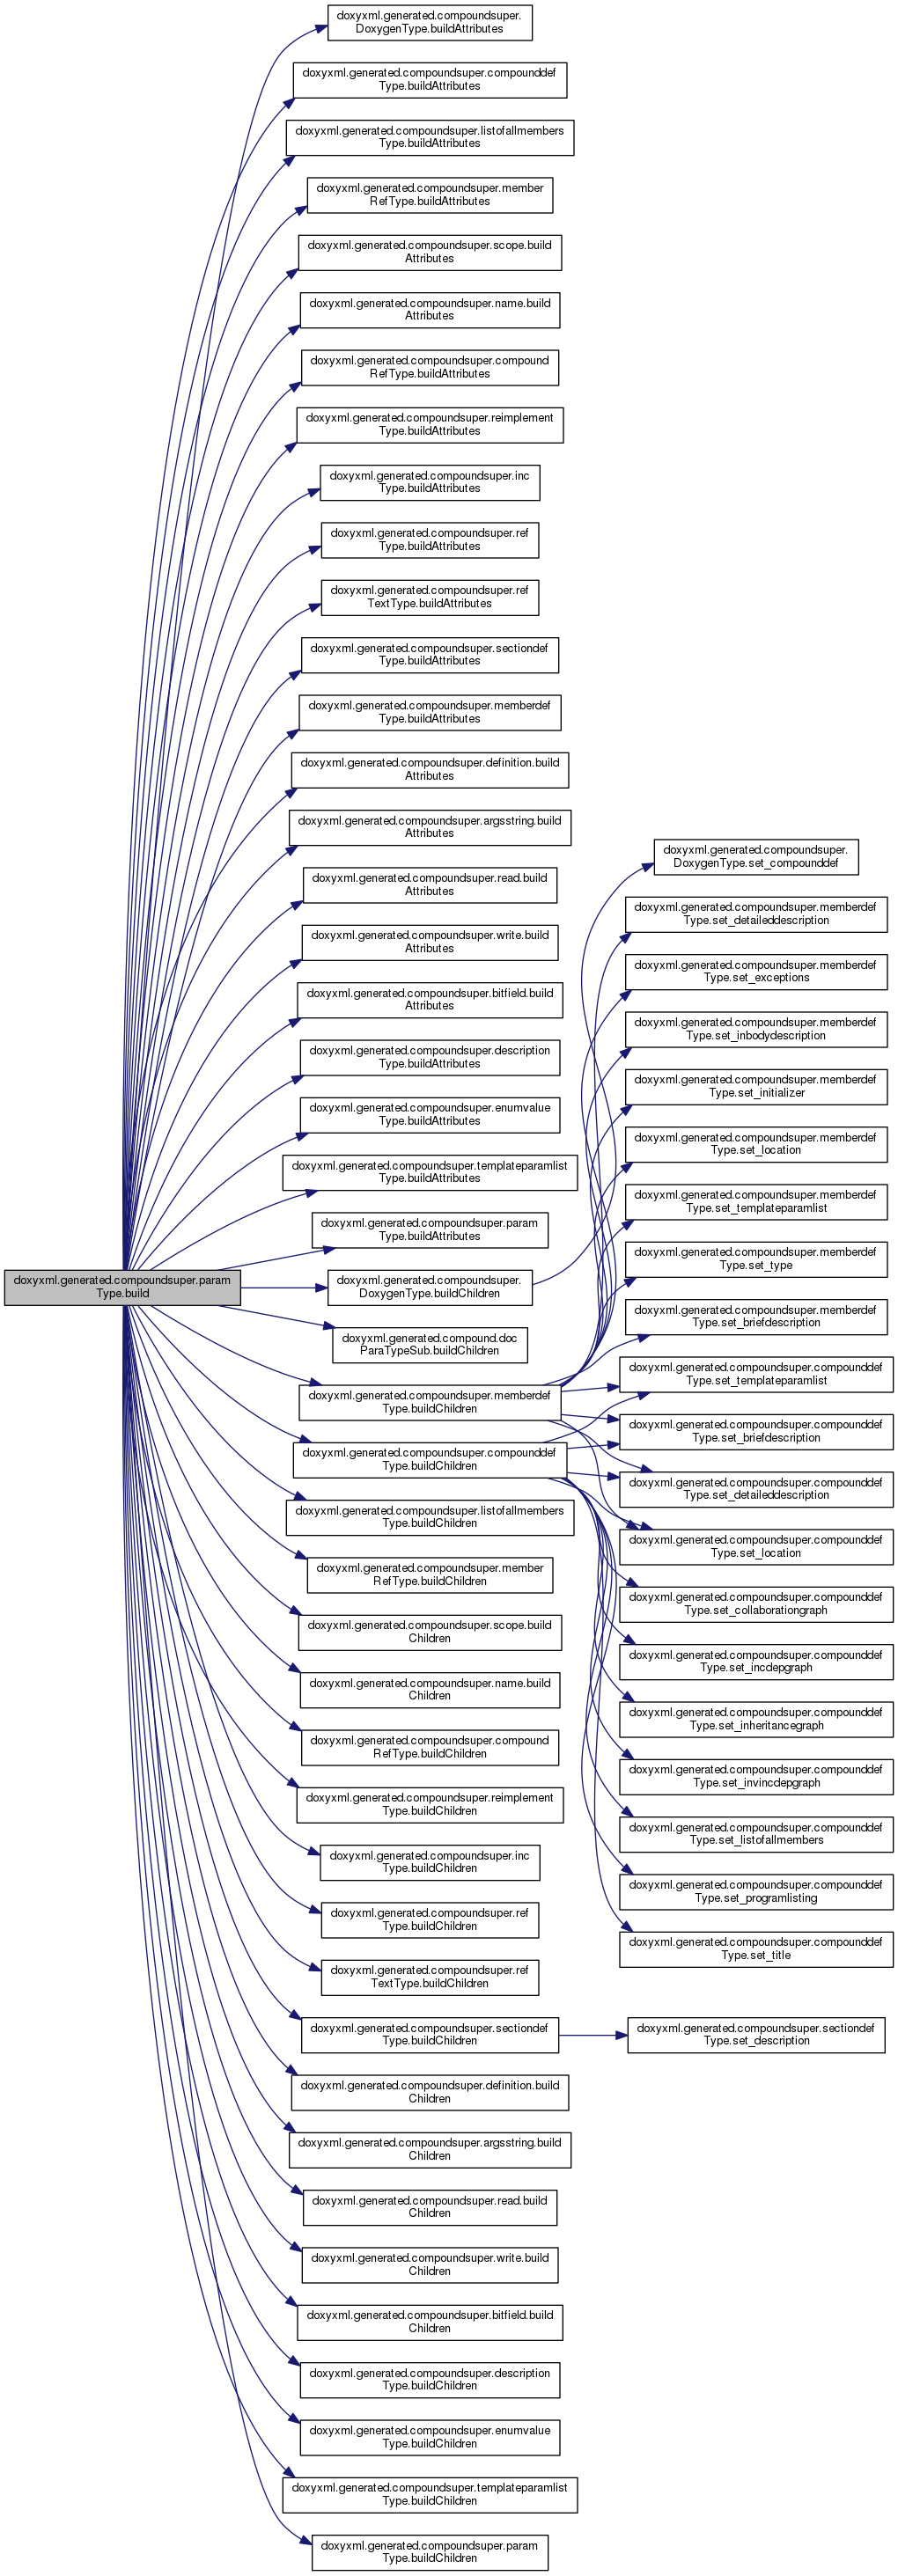 doxyxml.generated.compoundsuper.param
Type.build
doxyxml.generated.compoundsuper.
DoxygenType.buildAttributes
doxyxml.generated.compoundsuper.compounddef
Type.buildAttributes
doxyxml.generated.compoundsuper.listofallmembers
Type.buildAttributes
doxyxml.generated.compoundsuper.member
RefType.buildAttributes
doxyxml.generated.compoundsuper.scope.build
Attributes
doxyxml.generated.compoundsuper.name.build
Attributes
doxyxml.generated.compoundsuper.compound
RefType.buildAttributes
doxyxml.generated.compoundsuper.reimplement
Type.buildAttributes
doxyxml.generated.compoundsuper.inc
Type.buildAttributes
doxyxml.generated.compoundsuper.ref
Type.buildAttributes
doxyxml.generated.compoundsuper.ref
TextType.buildAttributes
doxyxml.generated.compoundsuper.sectiondef
Type.buildAttributes
doxyxml.generated.compoundsuper.memberdef
Type.buildAttributes
doxyxml.generated.compoundsuper.definition.build
Attributes
doxyxml.generated.compoundsuper.argsstring.build
Attributes
doxyxml.generated.compoundsuper.read.build
Attributes
doxyxml.generated.compoundsuper.write.build
Attributes
doxyxml.generated.compoundsuper.bitfield.build
Attributes
doxyxml.generated.compoundsuper.description
Type.buildAttributes
doxyxml.generated.compoundsuper.enumvalue
Type.buildAttributes
doxyxml.generated.compoundsuper.templateparamlist
Type.buildAttributes
doxyxml.generated.compoundsuper.param
Type.buildAttributes
doxyxml.generated.compoundsuper.
DoxygenType.buildChildren
doxyxml.generated.compound.doc
ParaTypeSub.buildChildren
doxyxml.generated.compoundsuper.memberdef
Type.buildChildren
doxyxml.generated.compoundsuper.compounddef
Type.buildChildren
doxyxml.generated.compoundsuper.listofallmembers
Type.buildChildren
doxyxml.generated.compoundsuper.member
RefType.buildChildren
doxyxml.generated.compoundsuper.scope.build
Children
doxyxml.generated.compoundsuper.name.build
Children
doxyxml.generated.compoundsuper.compound
RefType.buildChildren
doxyxml.generated.compoundsuper.reimplement
Type.buildChildren
doxyxml.generated.compoundsuper.inc
Type.buildChildren
doxyxml.generated.compoundsuper.ref
Type.buildChildren
doxyxml.generated.compoundsuper.ref
TextType.buildChildren
doxyxml.generated.compoundsuper.sectiondef
Type.buildChildren
doxyxml.generated.compoundsuper.definition.build
Children
doxyxml.generated.compoundsuper.argsstring.build
Children
doxyxml.generated.compoundsuper.read.build
Children
doxyxml.generated.compoundsuper.write.build
Children
doxyxml.generated.compoundsuper.bitfield.build
Children
doxyxml.generated.compoundsuper.description
Type.buildChildren
doxyxml.generated.compoundsuper.enumvalue
Type.buildChildren
doxyxml.generated.compoundsuper.templateparamlist
Type.buildChildren
doxyxml.generated.compoundsuper.param
Type.buildChildren
doxyxml.generated.compoundsuper.
DoxygenType.set_compounddef
doxyxml.generated.compoundsuper.memberdef
Type.set_detaileddescription
doxyxml.generated.compoundsuper.memberdef
Type.set_exceptions
doxyxml.generated.compoundsuper.memberdef
Type.set_inbodydescription
doxyxml.generated.compoundsuper.memberdef
Type.set_initializer
doxyxml.generated.compoundsuper.memberdef
Type.set_location
doxyxml.generated.compoundsuper.memberdef
Type.set_templateparamlist
doxyxml.generated.compoundsuper.memberdef
Type.set_type
doxyxml.generated.compoundsuper.memberdef
Type.set_briefdescription
doxyxml.generated.compoundsuper.compounddef
Type.set_templateparamlist
doxyxml.generated.compoundsuper.compounddef
Type.set_briefdescription
doxyxml.generated.compoundsuper.compounddef
Type.set_detaileddescription
doxyxml.generated.compoundsuper.compounddef
Type.set_location
doxyxml.generated.compoundsuper.compounddef
Type.set_collaborationgraph
doxyxml.generated.compoundsuper.compounddef
Type.set_incdepgraph
doxyxml.generated.compoundsuper.compounddef
Type.set_inheritancegraph
doxyxml.generated.compoundsuper.compounddef
Type.set_invincdepgraph
doxyxml.generated.compoundsuper.compounddef
Type.set_listofallmembers
doxyxml.generated.compoundsuper.compounddef
Type.set_programlisting
doxyxml.generated.compoundsuper.compounddef
Type.set_title
doxyxml.generated.compoundsuper.sectiondef
Type.set_description